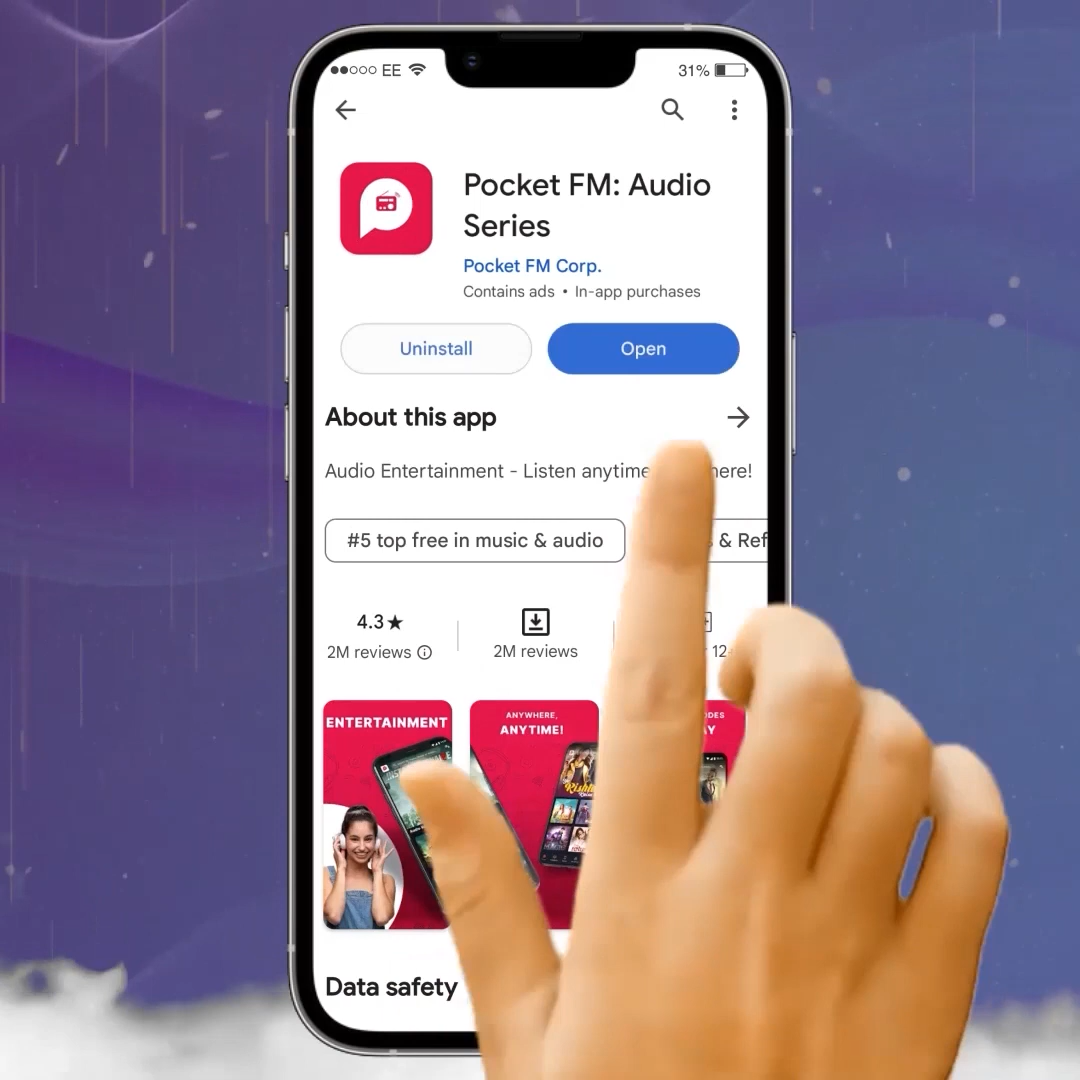 EE
31%
Pocket FM: Audio
Series
Pocket FM Corp.
Contains ads • In-app purchases
Uninstall
Open
About this app
Audio Entertainment - Listen anytime here!
#5 top free in music & audio
& Ref
4.3★
2M reviews
2M reviews
12
ENTERTAINMENT
ANYWHERE,
ANYTIME!
Data safety